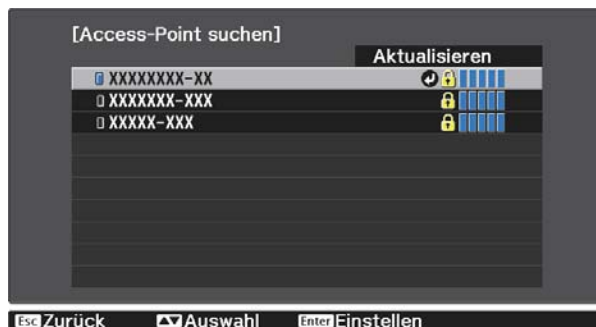 [Access-Point suchen]
Aktualisieren
XXXXXXXX-XX
XXXXXXX-XXX
XXXXX-XXX
Esc Zurück Auswahl Enter Einstellen